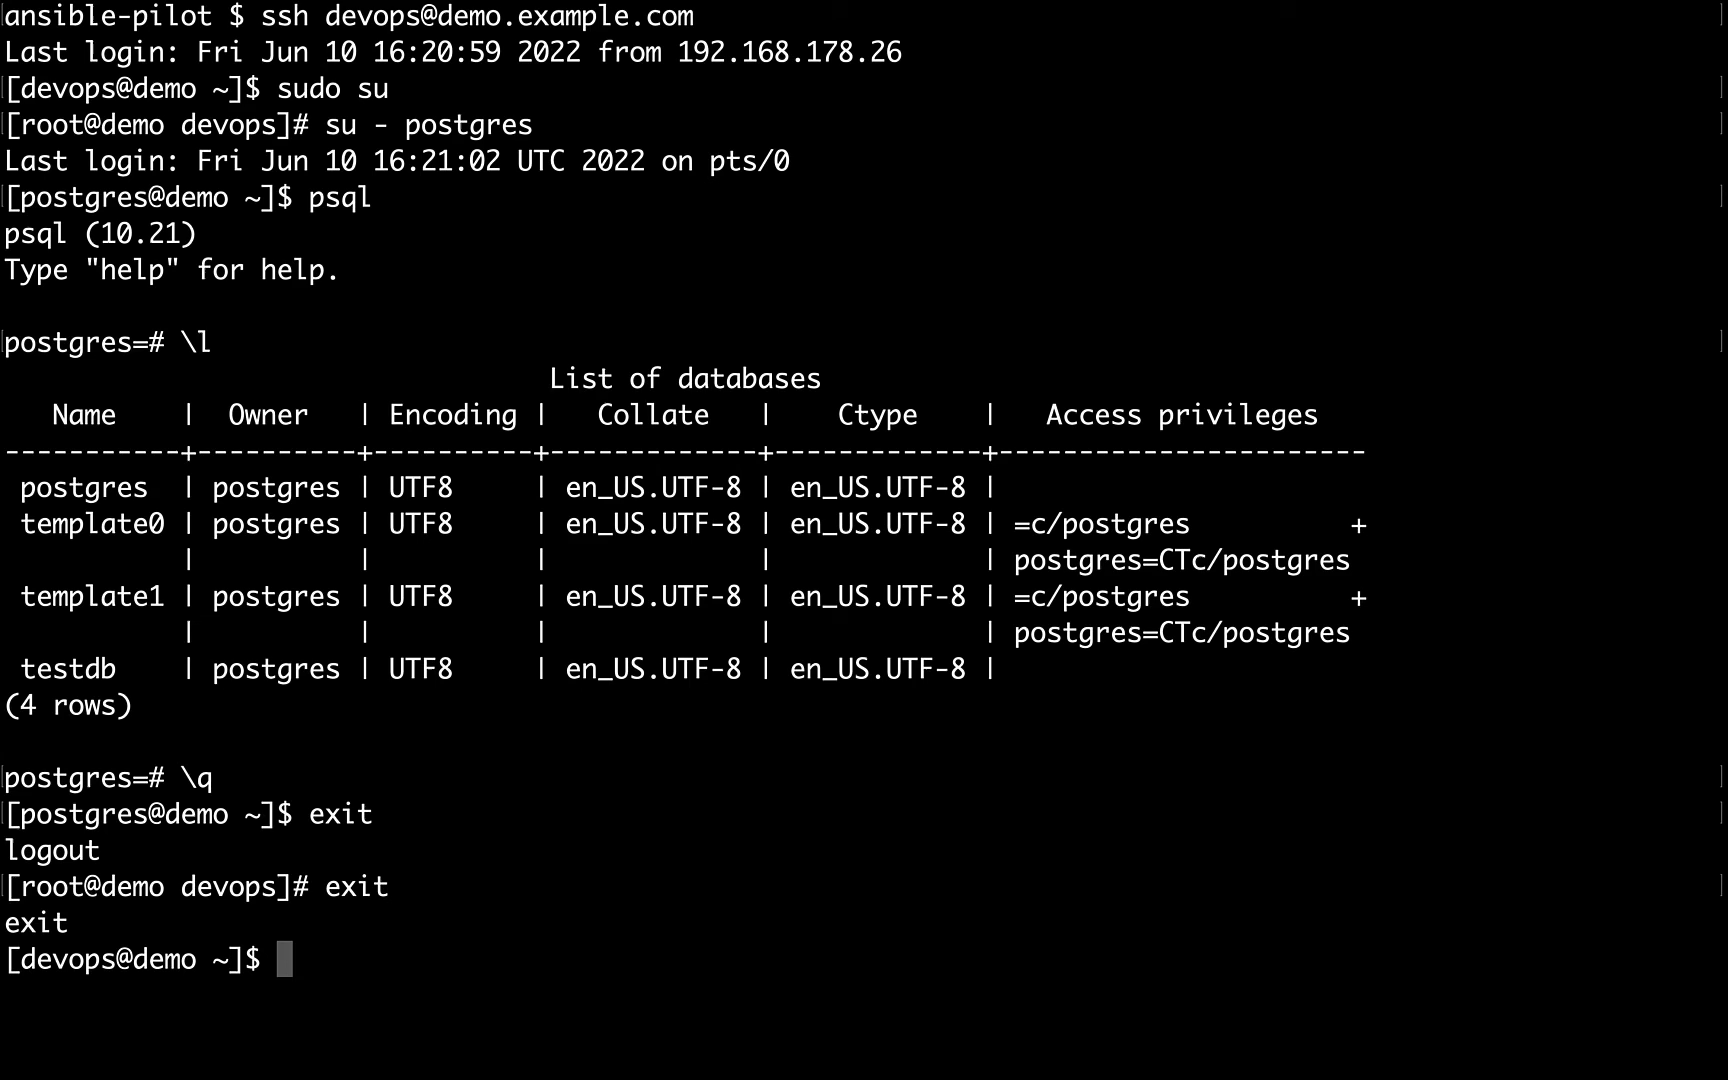 ansible-pilot $ ssh devops@demo.example.com
Last login: Fri Jun 10 16:20:59 2022 from 192.168.178.26
[devops@demo ~]$ sudo su
[root@demo devops]# su - postgres
Last login: Fri Jun 10 16:21:02 UTC 2022 on pts/0
[postgres@demo ~]$ psql
psql (10.21)
Type "help" for help.

postgres=# \l
                                  List of databases
   Name    |  Owner   | Encoding |   Collate   |    Ctype    |   Access privileges
-----------+----------+----------+-------------+-------------+-----------------------
 postgres  | postgres | UTF8     | en_US.UTF-8 | en_US.UTF-8 |
 template0 | postgres | UTF8     | en_US.UTF-8 | en_US.UTF-8 | =c/postgres          +
           |          |          |             |             | postgres=CTc/postgres
 template1 | postgres | UTF8     | en_US.UTF-8 | en_US.UTF-8 | =c/postgres          +
           |          |          |             |             | postgres=CTc/postgres
 testdb    | postgres | UTF8     | en_US.UTF-8 | en_US.UTF-8 |
(4 rows)

postgres=# \q
[postgres@demo ~]$ exit
logout
[root@demo devops]# exit
exit
[devops@demo ~]$